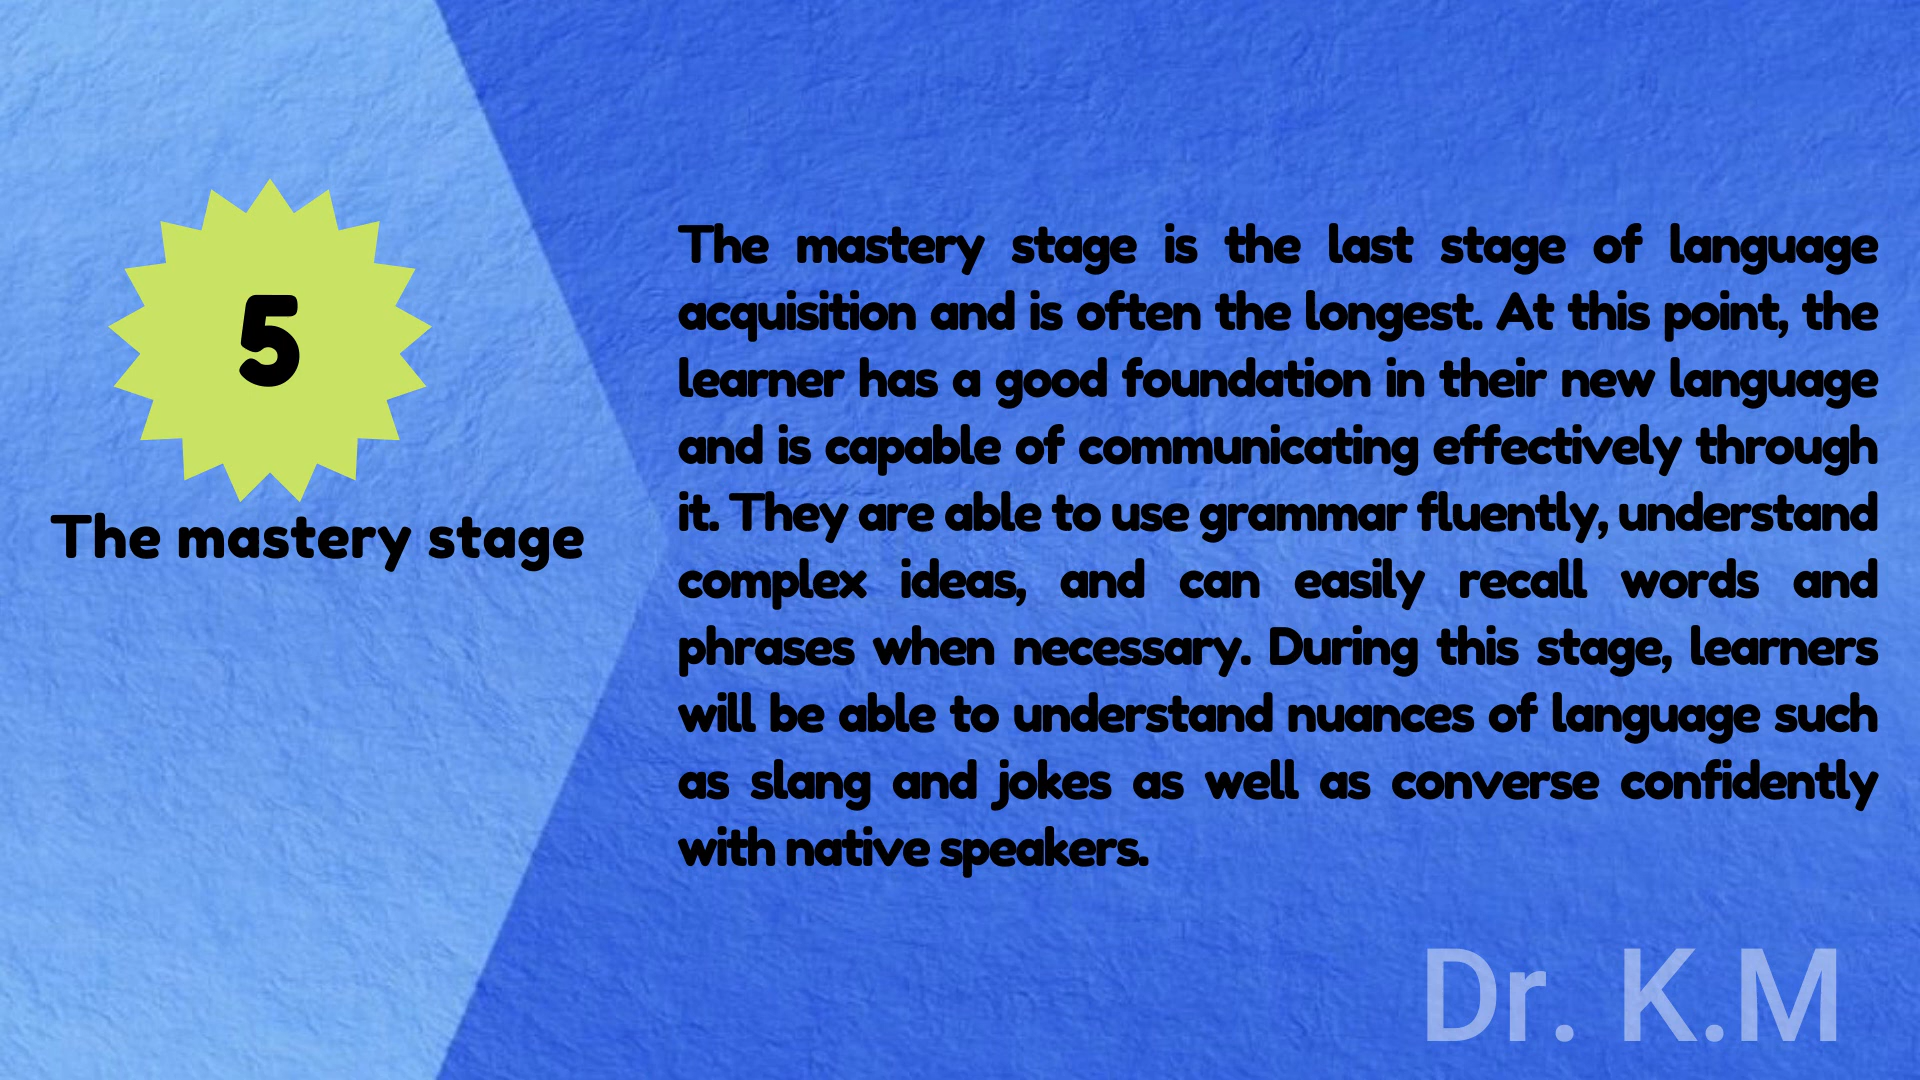 5
The mastery stage
The mastery stage is the last stage of language
acquisition and is often the longest. At this point, the
learner has a good foundation in their new language
and is capable of communicating effectively through
it. They are able to use grammar fluently, understand
complex ideas, and can easily recall words and
phrases when necessary. During this stage, learners
will be able to understand nuances of language such
as slang and jokes as well as converse confidently
with native speakers.
Dr. K.M